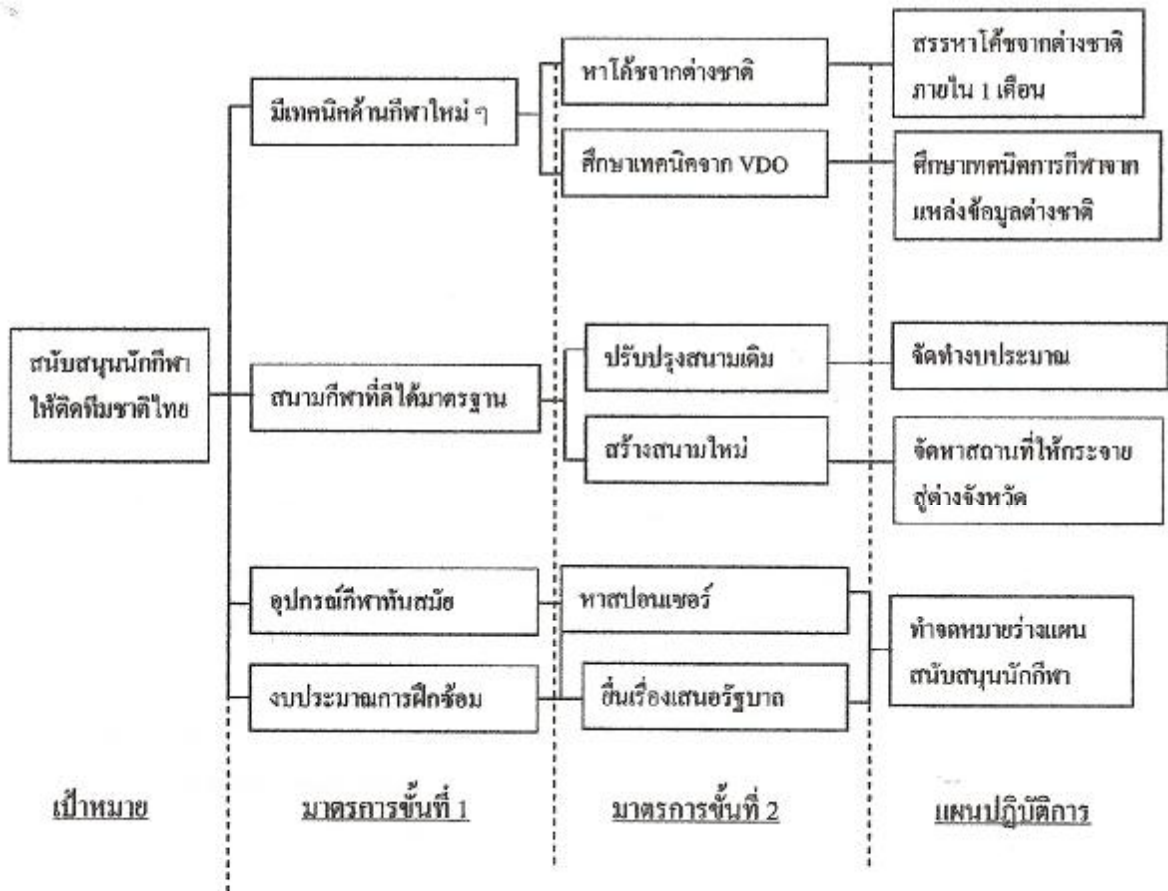 สนับสนุนนักกีฬา
ให้ติดทีมชาติไทย
มีเทคนิคด้านกีฬาใหม่ ๆ
สนามกีฬาที่ดีได้มาตรฐาน
อุปกรณ์กีฬาทันสมัย
งบประมาณการฝึกซ้อม
หาโค้ชจากต่างชาติ
ศึกษาเทคนิคจาก VDO
ปรับปรุงสนามเดิม
สร้างสนามใหม่
หาสปอนเซอร์
ยื่นเรื่องเสนอรัฐบาล
สรรหาโค้ชจากต่างชาติ
ภายใน 1 เดือน
ศึกษาเทคนิคการกีฬาจาก
แหล่งข้อมูลต่างชาติ
จัดทำงบประมาณ
จัดหาสถานที่ให้กระจาย
สู่ต่างจังหวัด
ทำจดหมายร่างแผน
สนับสนุนนักกีฬา
เป้าหมาย
มาตรการขั้นที่ 1
มาตรการขั้นที่ 2
แผนปฏิบัติการ